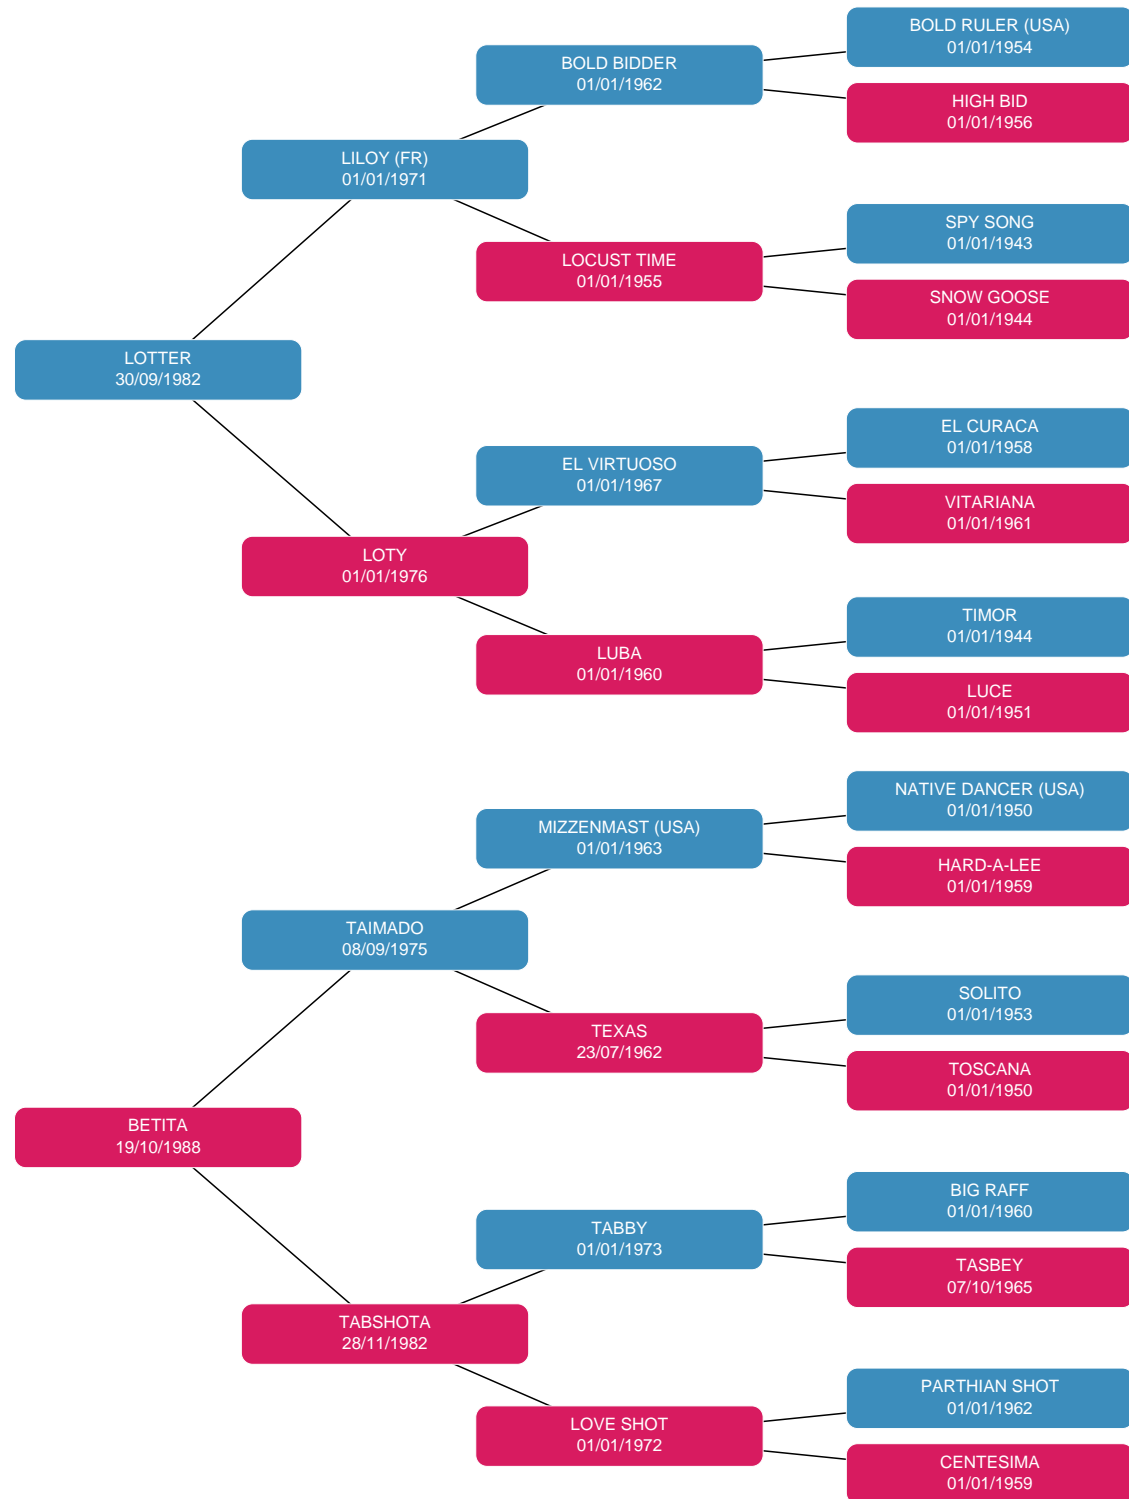 BOLD RULER (USA)
01/01/1954
BOLD BIDDER
01/01/1962
HIGH BID
01/01/1956
LILOY (FR)
01/01/1971
SPY SONG
01/01/1943
LOCUST TIME
01/01/1955
SNOW GOOSE
01/01/1944
LOTTER
30/09/1982
EL CURACA
01/01/1958
EL VIRTUOSO
01/01/1967
VITARIANA
01/01/1961
LOTY
01/01/1976
TIMOR
01/01/1944
LUBA
01/01/1960
LUCE
01/01/1951
NATIVE DANCER (USA)
01/01/1950
MIZZENMAST (USA)
01/01/1963
HARD-A-LEE
01/01/1959
TAIMADO
08/09/1975
SOLITO
01/01/1953
TEXAS
23/07/1962
TOSCANA
01/01/1950
BETITA
19/10/1988
BIG RAFF
01/01/1960
TABBY
01/01/1973
TASBEY
07/10/1965
TABSHOTA
28/11/1982
PARTHIAN SHOT
01/01/1962
LOVE SHOT
01/01/1972
CENTESIMA
01/01/1959